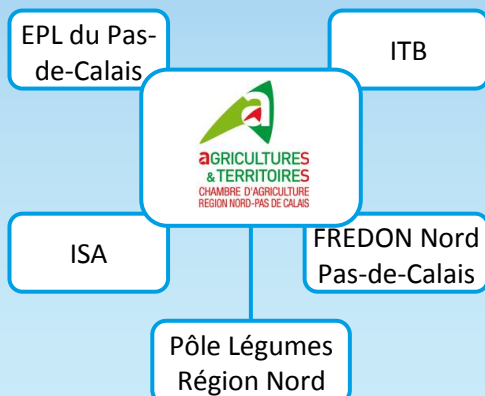 EPL du Pas-
de-Calais
ITB
a
aGRICULTURES
& TERRITOIRES
CHAMBRE D'AGRICULTURE
REGION NORD-PAS DE CALAIS
ISA
FREDON Nord
Pas-de-Calais
Pôle Légumes
Région Nord